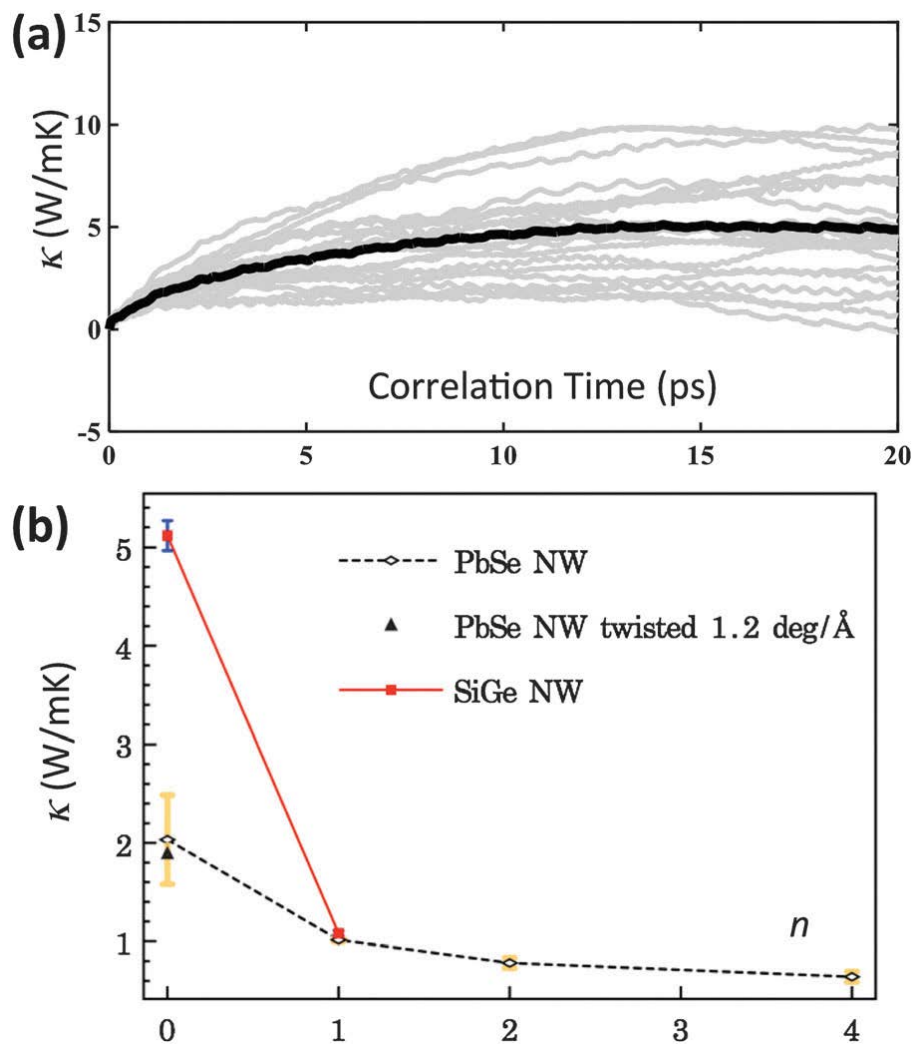 (a)
15
10
5
0
-5
κ (W/mK)
Correlation Time (ps)
0 5 10 15 20
(b)
5
4
3
2
1
κ (W/mK)
PbSe NW
PbSe NW twisted 1.2 deg/Å
SiGe NW
n
0 1 2 3 4